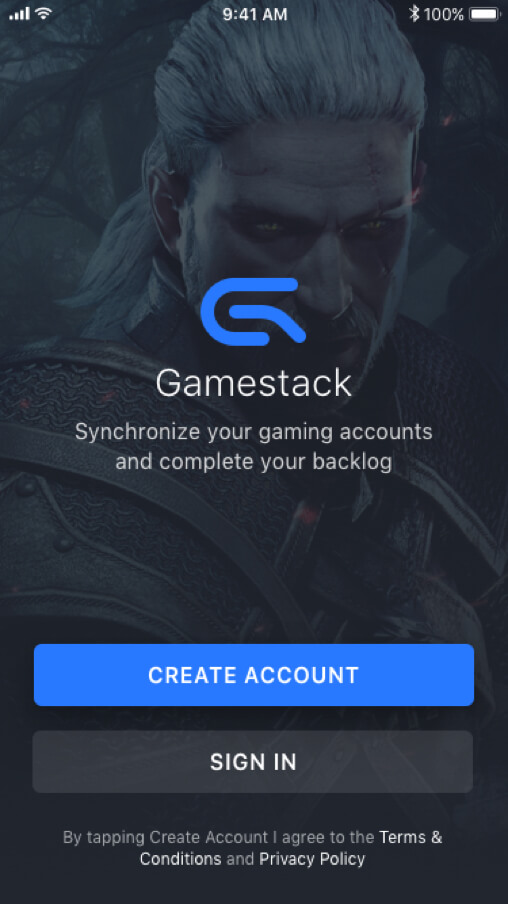 9:41 AM
100%
Gamestack
Synchronize your gaming accounts
and complete your backlog
CREATE ACCOUNT
SIGN IN
By tapping Create Account I agree to the Terms &
Conditions and Privacy Policy